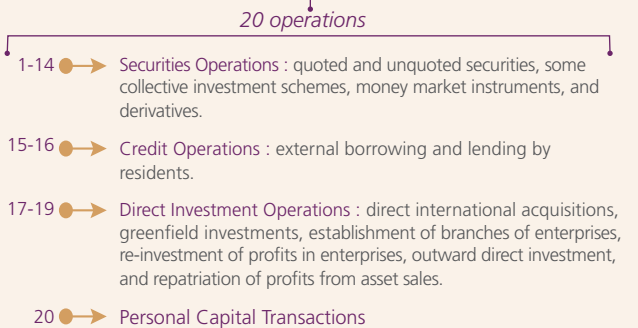 20 operations
1-14 Securities Operations : quoted and unquoted securities, some
collective investment schemes, money market instruments, and
derivatives.
15-16 Credit Operations : external borrowing and lending by
residents.
17-19 Direct Investment Operations : direct international acquisitions,
greenfield investments, establishment of branches of enterprises,
re-investment of profits in enterprises, outward direct investment,
and repatriation of profits from asset sales.
20 Personal Capital Transactions